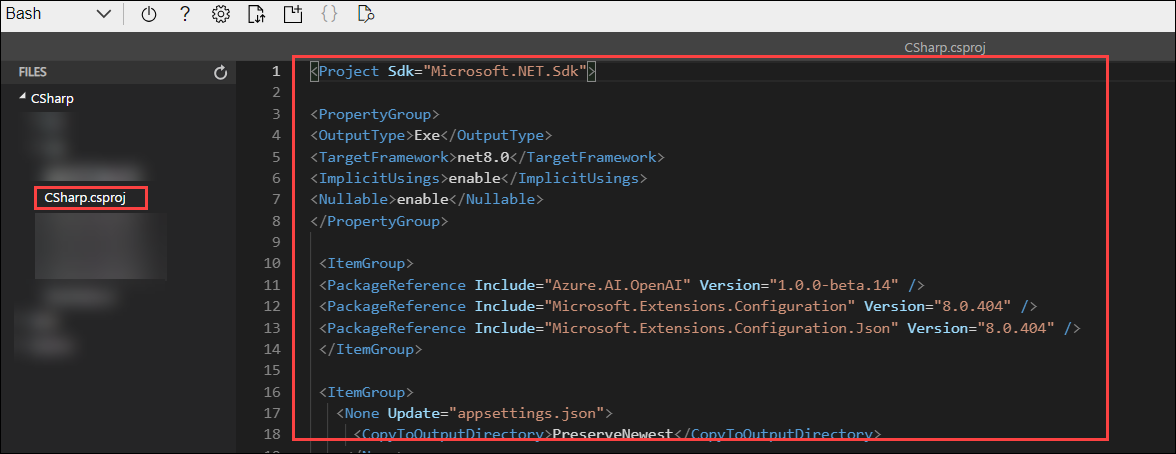 Bash
CSharp.csproj
FILES
CSharp
CSharp.csproj
1 <Project Sdk="Microsoft.NET.Sdk">
2
3 <PropertyGroup>
4 <OutputType>Exe</OutputType>
5 <TargetFramework>net8.0</TargetFramework>
6 <ImplicitUsings>enable</ImplicitUsings>
7 <Nullable>enable</Nullable>
8 </PropertyGroup>
9
10 <ItemGroup>
11 <PackageReference Include="Azure.AI.OpenAI" Version="1.0.0-beta.14" />
12 <PackageReference Include="Microsoft.Extensions.Configuration" Version="8.0.404" />
13 <PackageReference Include="Microsoft.Extensions.Configuration.Json" Version="8.0.404" />
14 </ItemGroup>
15
16 <ItemGroup>
17 <None Update="appsettings.json">
18 <CopyToOutputDirectory>PreserveNewest</CopyToOutputDirectory>